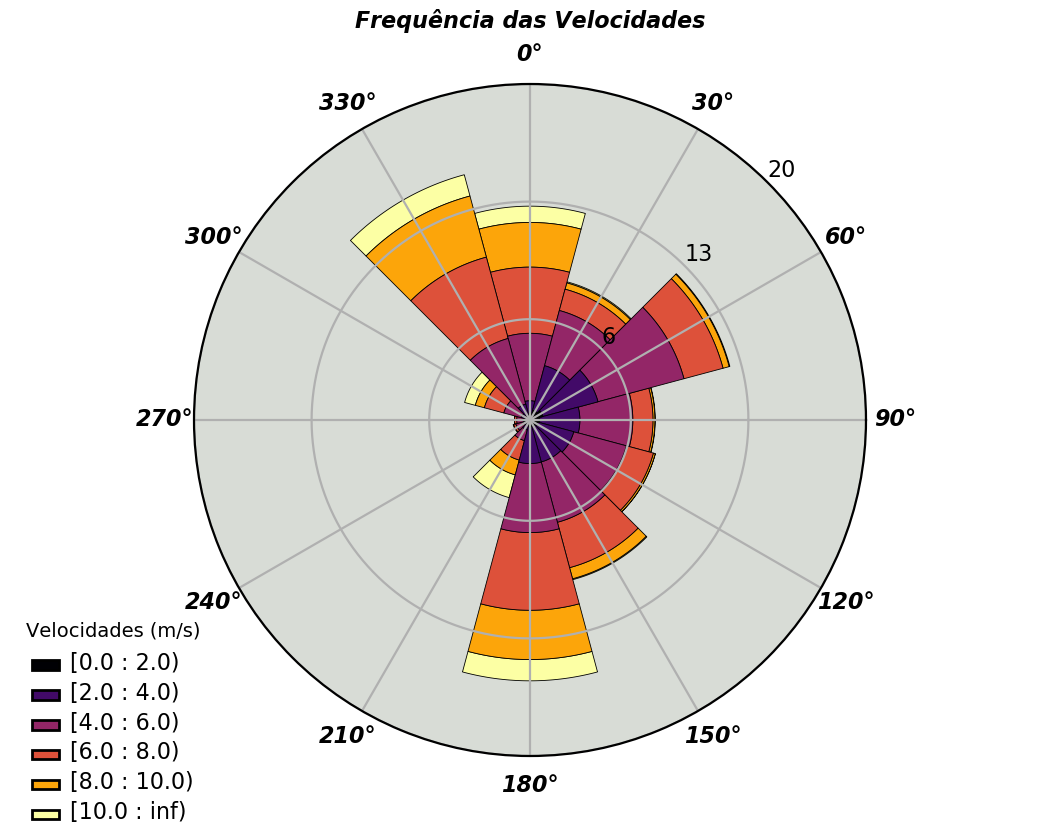 Frequência das Velocidades
0°
330°
30°
20
300°
60°
13
6
270°
90°
240°
120°
210°
150°
180°
Velocidades (m/s)
[0.0 : 2.0)
[2.0 : 4.0)
[4.0 : 6.0)
[6.0 : 8.0)
[8.0 : 10.0)
[10.0 : inf)